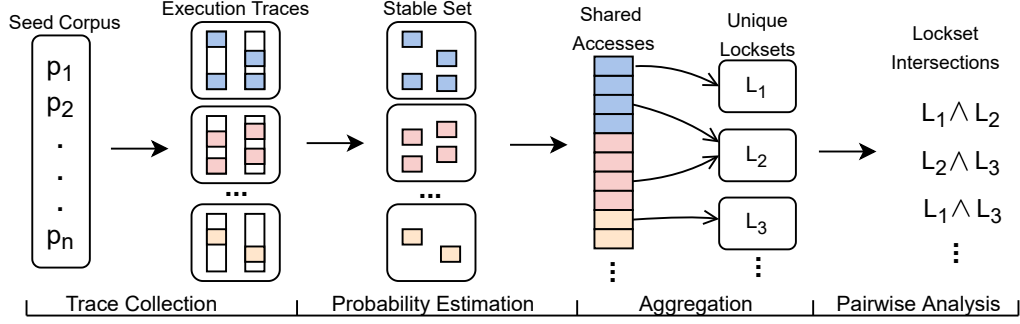 Seed Corpus
p1
p2
.
.
.
pn
Execution Traces
...
Stable Set
...
Shared
Accesses
Unique
Locksets
L1
L2
L3
Lockset
Intersections
L1 ∧ L2
L2 ∧ L3
L1 ∧ L3
Trace Collection
Probability Estimation
Aggregation
Pairwise Analysis